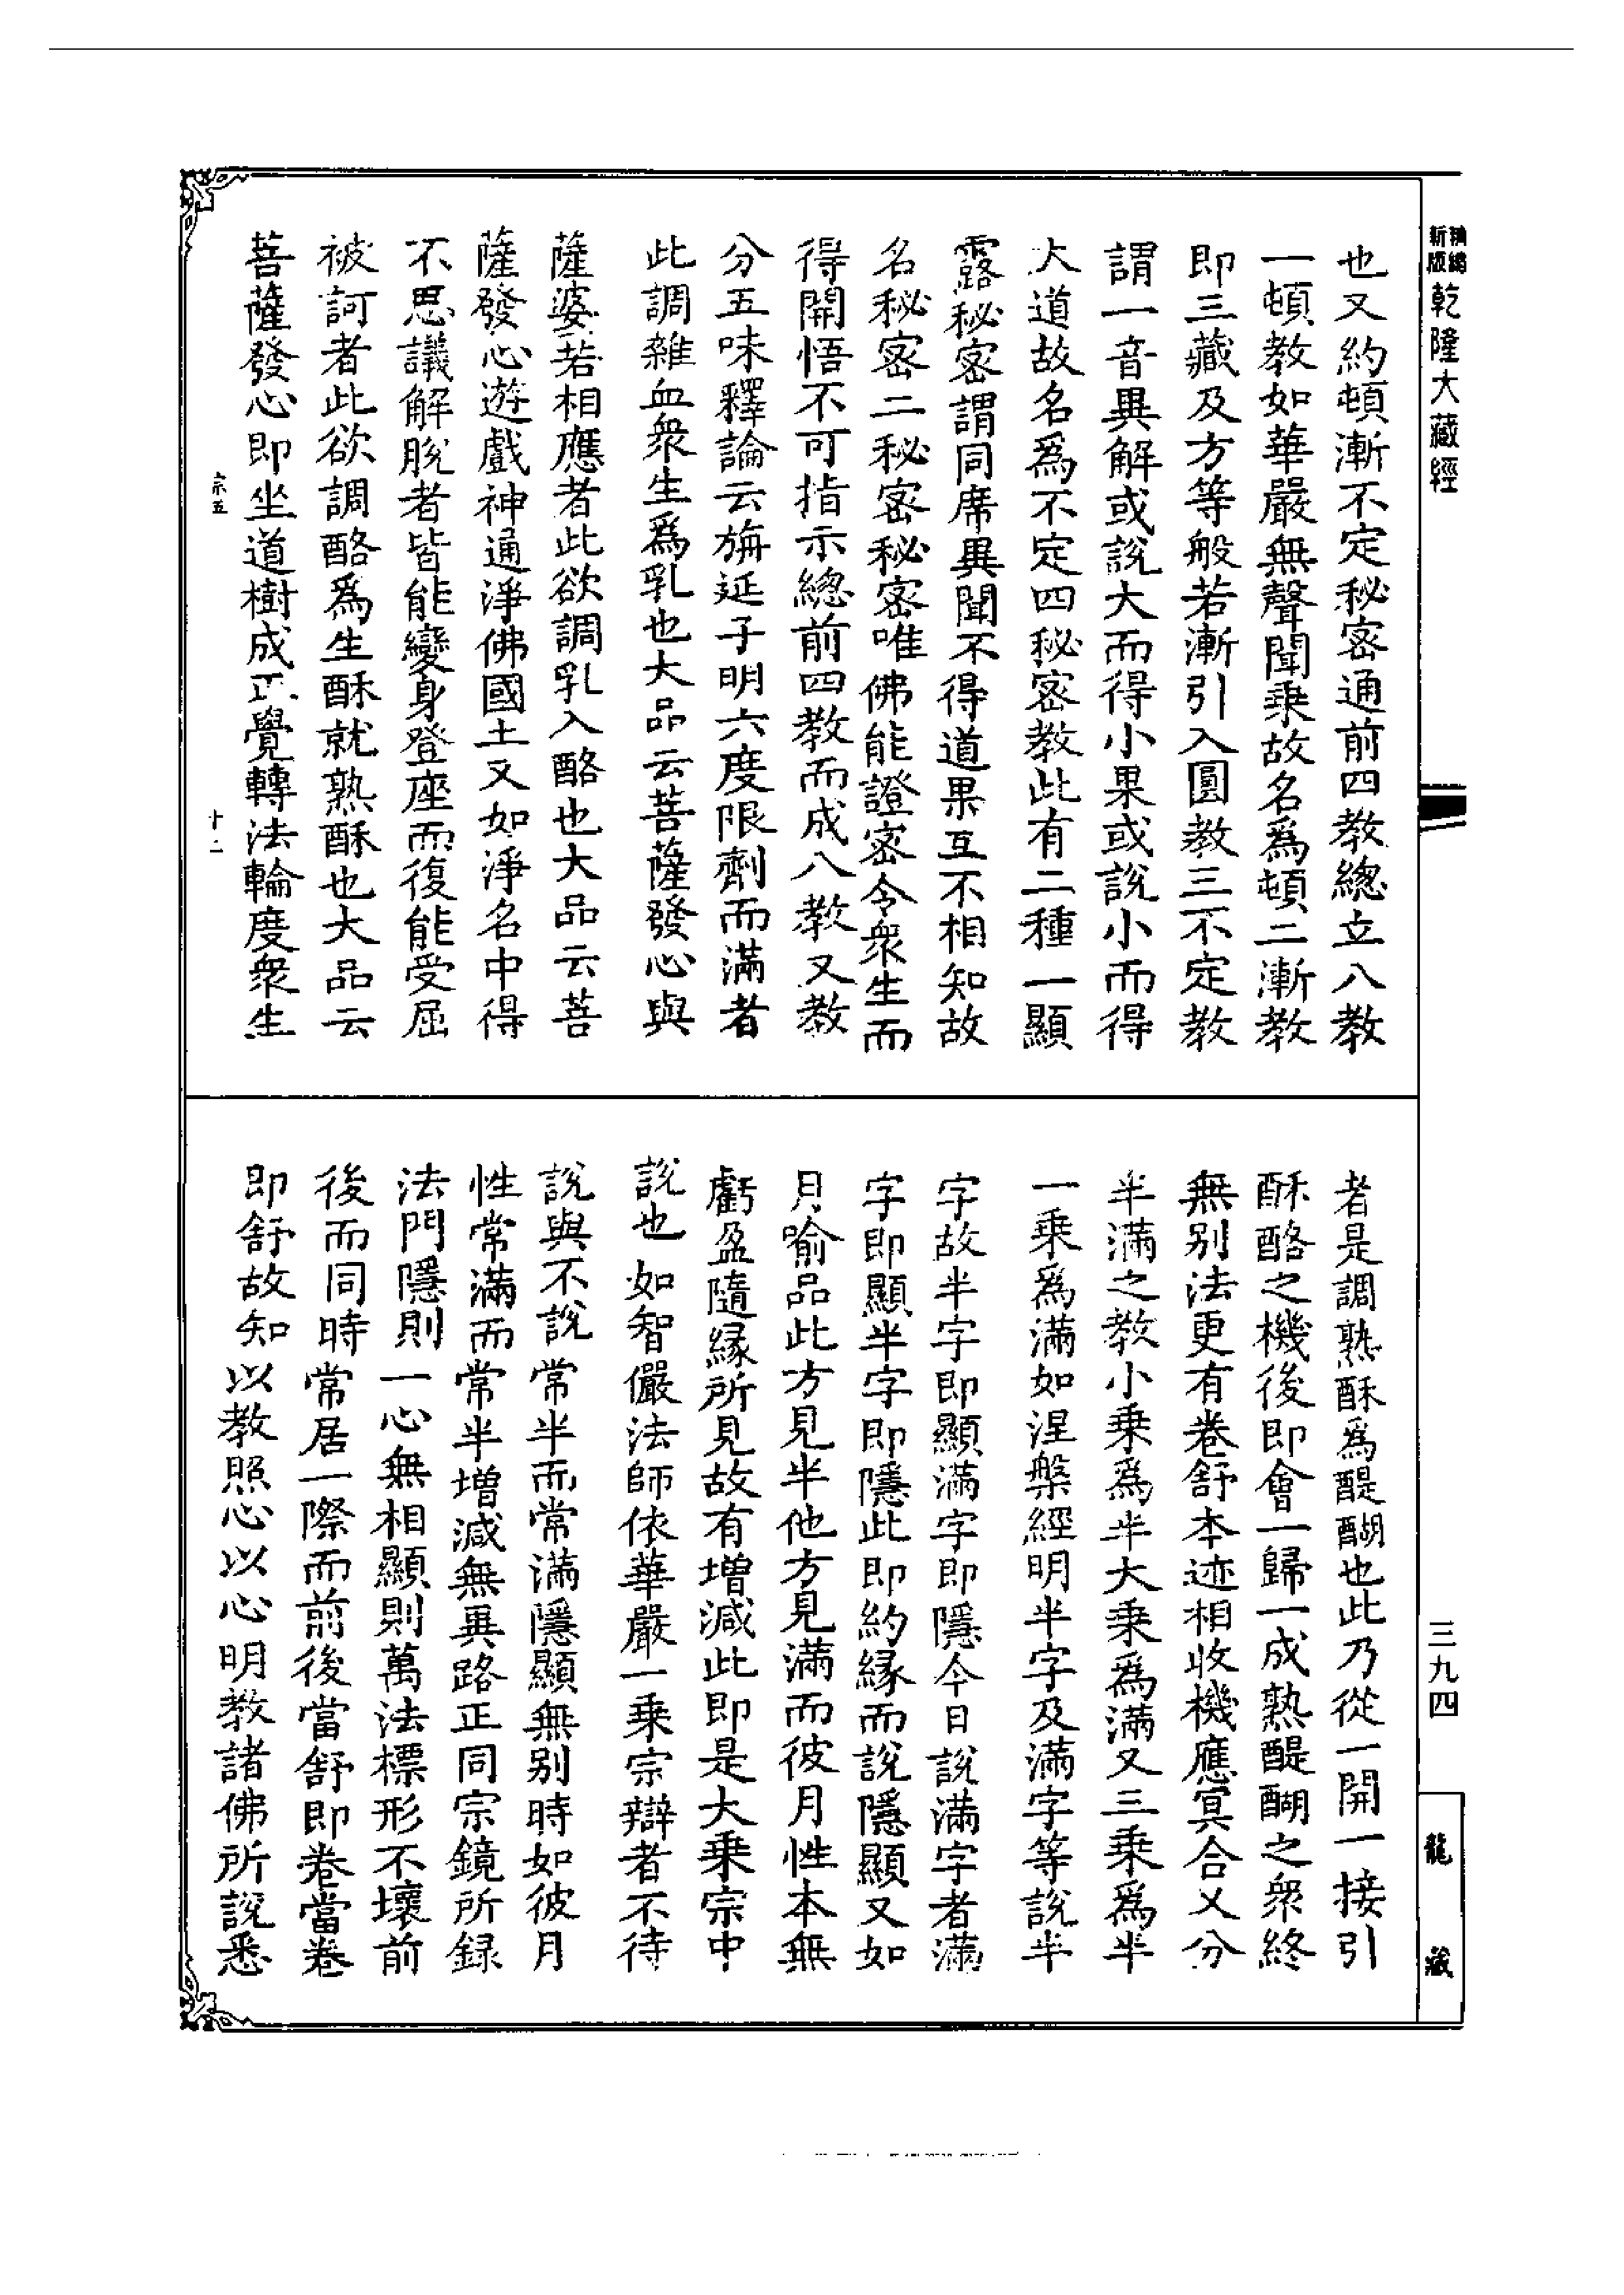 新編縮版乾隆大藏經
也又約頓漸不定秘密通前四教總立八教
一頓教如華嚴無聲聞乘故名爲頓二漸教
即三藏及方等般若漸引入圓教三不定教
謂一音異解或說大而得小果或說小而得
大道故名爲不定四秘密教此有二種一顯
露秘密謂同席異聞不得道果互不相知故
名秘密二秘密秘密唯佛能證密令衆生而
得開悟不可指示總前四教而成八教又教
分五味釋論云旃延子明六度限劑而滿者
此調雜血衆生爲乳也大品云菩薩發心與
薩婆若相應者此欲調乳入酪也大品云菩
薩發心遊戲神通淨佛國土又如淨名中得
不思議解脫者皆能變身登座而復能受屈
被訶者此欲調酪爲生酥就熟酥也大品云
菩薩發心即坐道樹成正覺轉法輪度衆生
宗五
十二
者是調熟酥爲醍醐也此乃從一開一接引
酥酪之機後即會一歸一成熟醍醐之衆終
無别法更有卷舒本迹相收機應冥合又分
半滿之教小乘爲半大乘爲滿又三乘爲半
一乘爲滿如涅槃經明半字及滿字等說半
字故半字即顯滿字即隱今日說滿字者滿
字即顯半字即隱此即約緣而說隱顯又如
月喻品此方見半他方見滿而彼月性本無
虧盈隨緣所見故有增減此即是大乘宗中
說也如智儼法師依華嚴一乘宗辯者不待
說與不說常半而常滿隱顯無别時如彼月
性常滿而常半增減無異路正同宗鏡所録
法門隱則一心無相顯則萬法標形不壞前
後而同時常居一際而前後當舒即卷當卷
即舒故知以教照心以心明教諸佛所說悉
三九四
龍藏